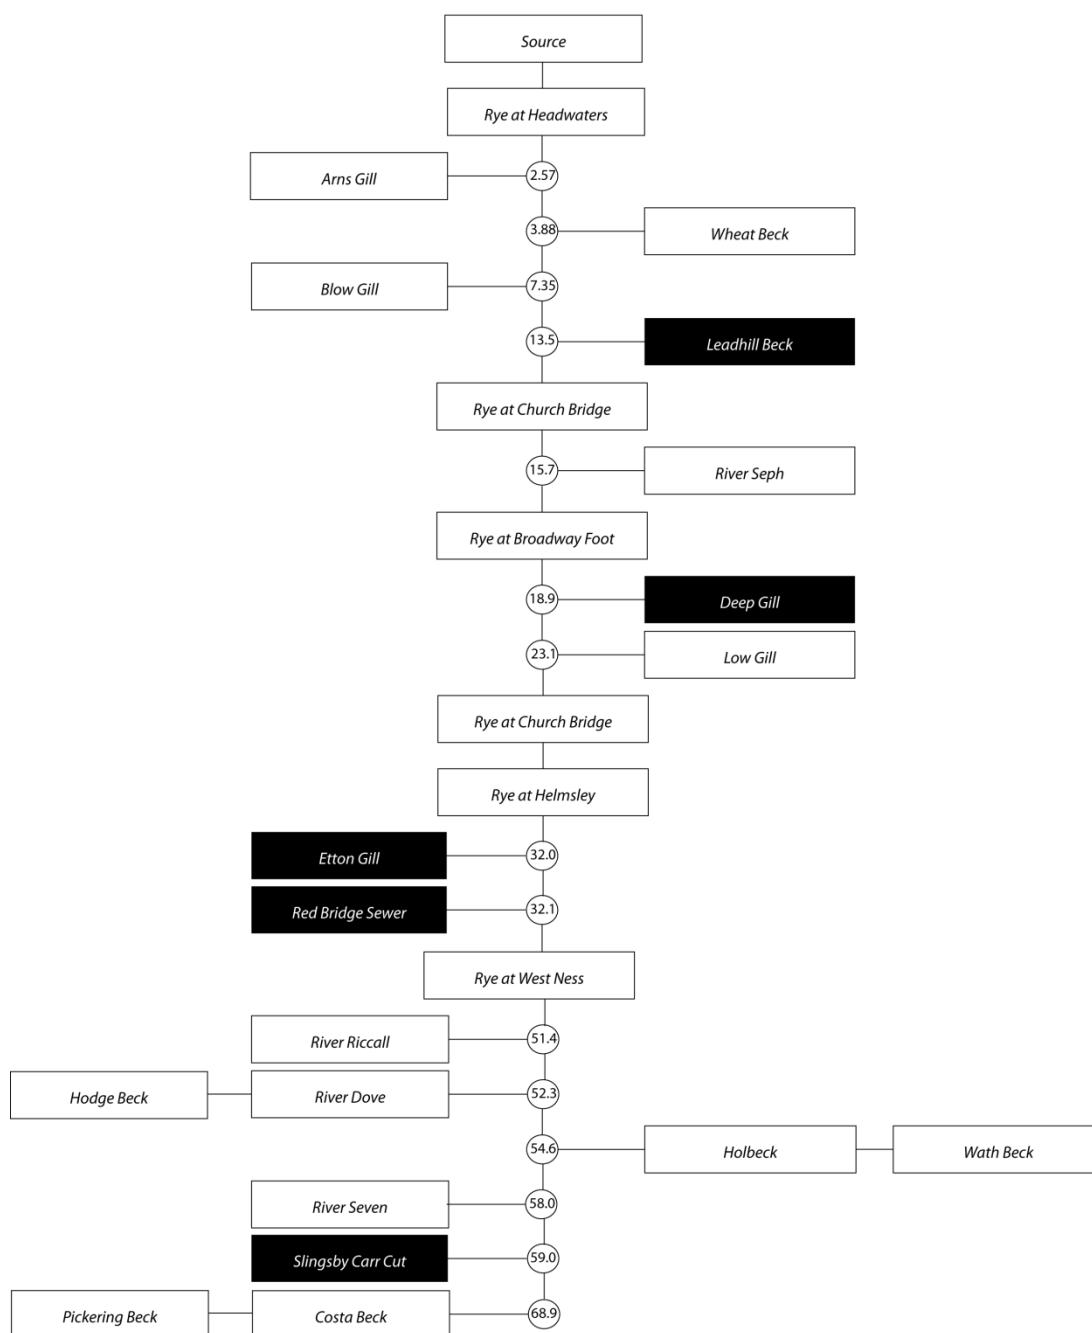 Source
Rye at Headwaters
Arns Gill
2.57
3.88
Wheat Beck
Blow Gill
7.35
13.5
Leadhill Beck
Rye at Church Bridge
15.7
River Seph
Rye at Broadway Foot
18.9
Deep Gill
23.1
Low Gill
Rye at Church Bridge
Rye at Helmsley
Etton Gill
32.0
Red Bridge Sewer
32.1
Rye at West Ness
River Riccall
51.4
Hodge Beck
River Dove
52.3
54.6
Holbeck
Wath Beck
River Seven
58.0
Slingsby Carr Cut
59.0
Pickering Beck
Costa Beck
68.9